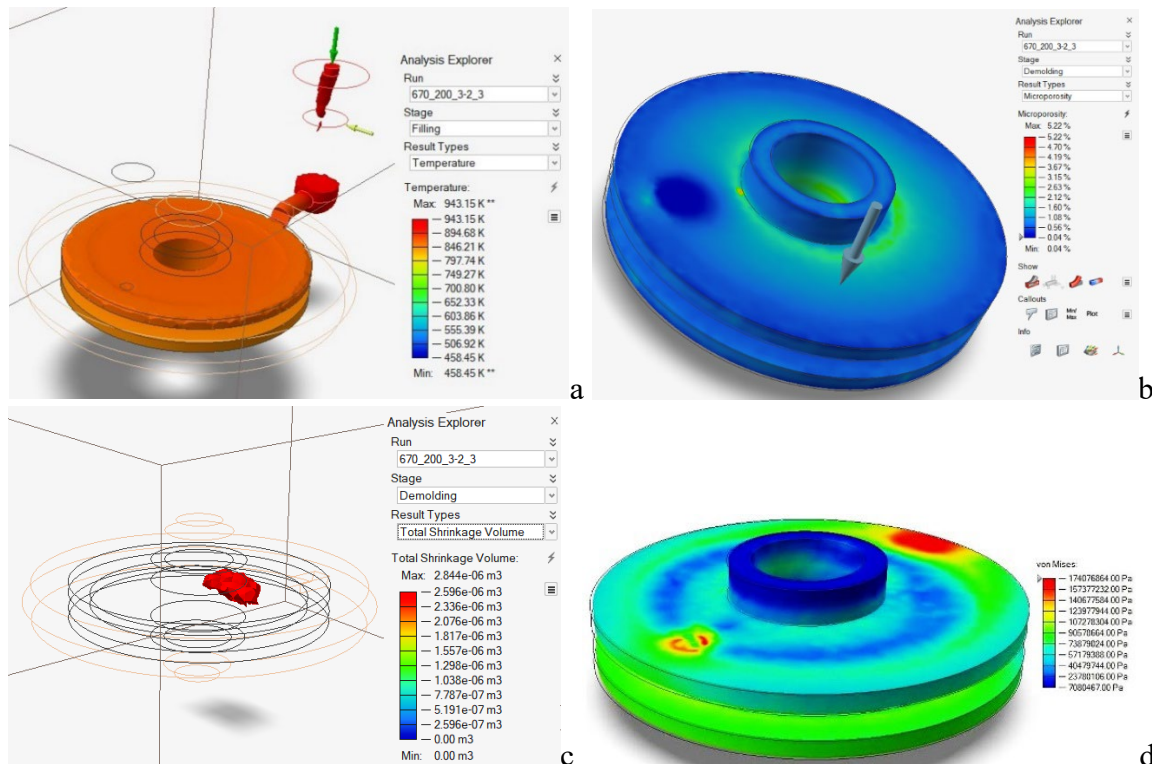 Analysis Explorer
Run
670_200_3-2_3
Stage
Filling
Result Types
Temperature
Temperature:
Max: 943.15 K **
943.15 K
894.68 K
846.21 K
797.74 K
749.27 K
700.80 K
652.33 K
603.86 K
555.39 K
506.92 K
458.45 K
Min: 458.45 K **
a
Analysis Explorer
Run
670_200_3-2_3
Stage
Demolding
Result Types
Microporosity
Microporosity:
Max: 5.22 %
5.22 %
4.70 %
4.19 %
3.67 %
3.15 %
2.63 %
2.12 %
1.60 %
1.08 %
0.56 %
0.04 %
Min: 0.04 %
Show
Callouts
Min/
Max
Plot
Info
b
Analysis Explorer
Run
670_200_3-2_3
Stage
Demolding
Result Types
Total Shrinkage Volume
Total Shrinkage Volume:
Max: 2.844e-06 m3
2.596e-06 m3
2.336e-06 m3
2.076e-06 m3
1.817e-06 m3
1.557e-06 m3
1.298e-06 m3
1.038e-06 m3
7.787e-07 m3
5.191e-07 m3
2.596e-07 m3
0.00 m3
Min: 0.00 m3
c
von Mises:
174076864.00 Pa
157377232.00 Pa
140677584.00 Pa
123977944.00 Pa
107278304.00 Pa
90578664.00 Pa
73879024.00 Pa
57179388.00 Pa
40479744.00 Pa
23780106.00 Pa
7080467.00 Pa
d